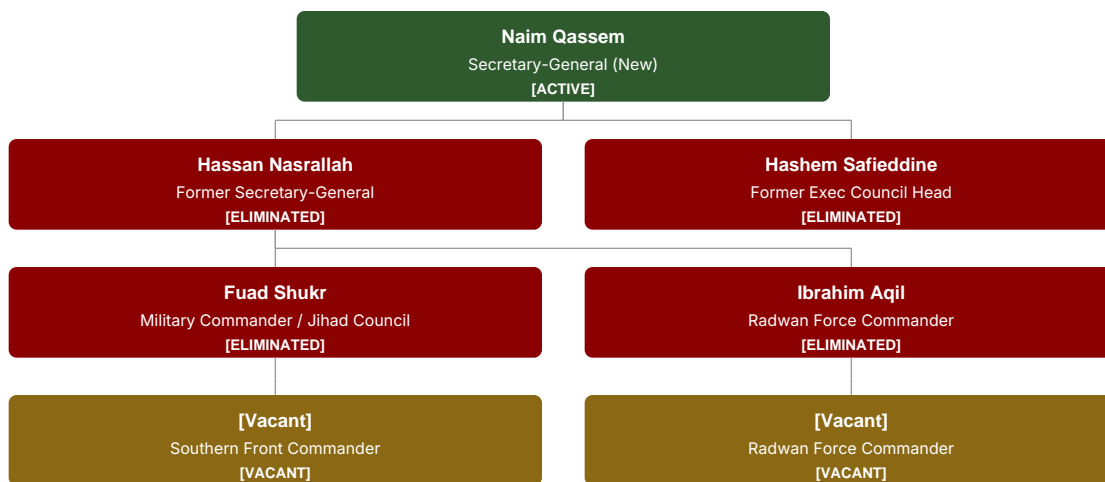 Naim Qassem
Secretary-General (New)
[ACTIVE]
Hassan Nasrallah
Former Secretary-General
[ELIMINATED]
Hashem Safieddine
Former Exec Council Head
[ELIMINATED]
Fuad Shukr
Military Commander / Jihad Council
[ELIMINATED]
Ibrahim Aqil
Radwan Force Commander
[ELIMINATED]
[Vacant]
Southern Front Commander
[VACANT]
[Vacant]
Radwan Force Commander
[VACANT]